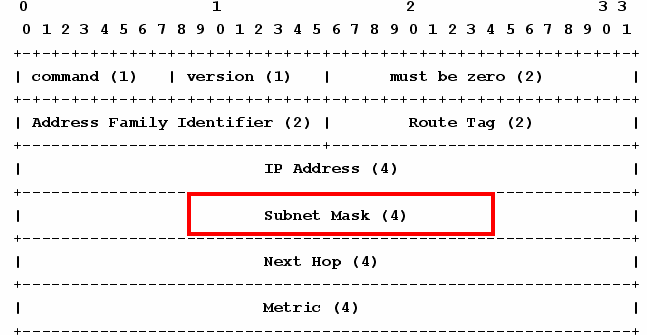 0 1 2 3 3
0 1 2 3 4 5 6 7 8 9 0 1 2 3 4 5 6 7 8 9 0 1 2 3 4 5 6 7 8 9 0 1
+-+-+-+-+-+-+-+-+-+-+-+-+-+-+-+-+-+-+-+-+-+-+-+-+-+-+-+-+-+-+-+-+
| command (1) | version (1) | must be zero (2) |
+-+-+-+-+-+-+-+-+-+-+-+-+-+-+-+-+-+-+-+-+-+-+-+-+-+-+-+-+-+-+-+-+
| Address Family Identifier (2) | Route Tag (2) |
+-------------------------------+-------------------------------+
| IP Address (4) |
+---------------------------------------------------------------+
| Subnet Mask (4) |
+---------------------------------------------------------------+
| Next Hop (4) |
+---------------------------------------------------------------+
| Metric (4) |
+---------------------------------------------------------------+